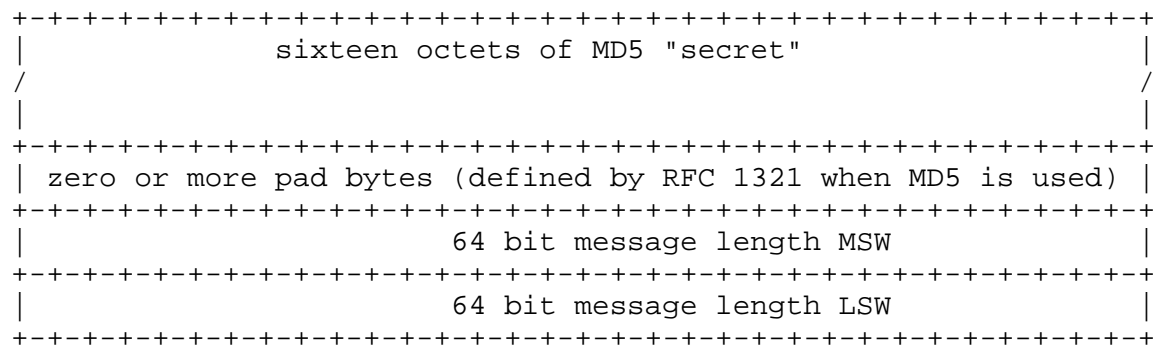 +-+-+-+-+-+-+-+-+-+-+-+-+-+-+-+-+-+-+-+-+-+-+-+-+-+-+-+-+-+-+-+-+
|              sixteen octets of MD5 "secret"                   |
/                                                               /
|                                                               |
+-+-+-+-+-+-+-+-+-+-+-+-+-+-+-+-+-+-+-+-+-+-+-+-+-+-+-+-+-+-+-+-+
| zero or more pad bytes (defined by RFC 1321 when MD5 is used) |
+-+-+-+-+-+-+-+-+-+-+-+-+-+-+-+-+-+-+-+-+-+-+-+-+-+-+-+-+-+-+-+-+
|                        64 bit message length MSW              |
+-+-+-+-+-+-+-+-+-+-+-+-+-+-+-+-+-+-+-+-+-+-+-+-+-+-+-+-+-+-+-+-+
|                        64 bit message length LSW              |
+-+-+-+-+-+-+-+-+-+-+-+-+-+-+-+-+-+-+-+-+-+-+-+-+-+-+-+-+-+-+-+-+